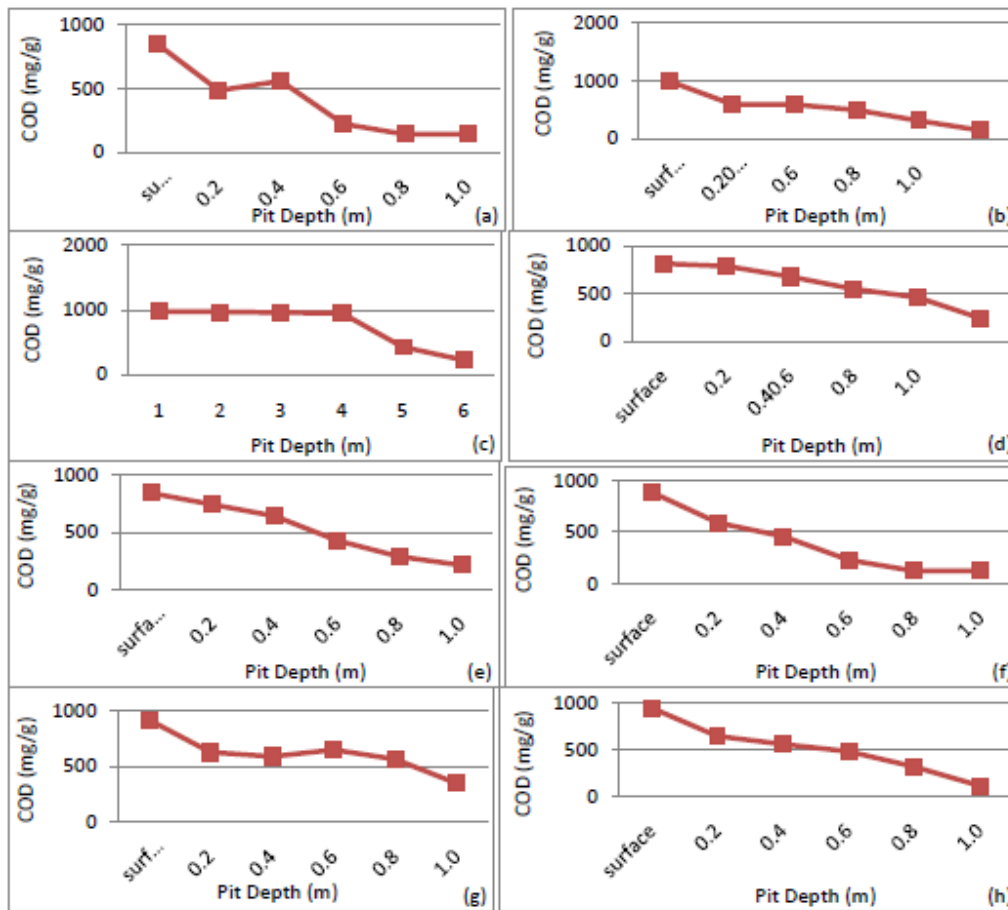 1000
500
0
COD (mg/g)
su... 0.2 0.4 0.6 0.8 1.0
Pit Depth (m)
(a)
2000
1000
0
COD (mg/g)
surf... 0.20... 0.6 0.8 1.0
Pit Depth (m)
(b)
2000
1000
0
COD (mg/g)
1 2 3 4 5 6
Pit Depth (m)
(c)
1000
500
0
COD (mg/g)
surface 0.2 0.40.6 0.8 1.0
Pit Depth (m)
(d)
1000
500
0
COD (mg/g)
surfa... 0.2 0.4 0.6 0.8 1.0
Pit Depth (m)
(e)
1000
500
0
COD (mg/g)
surface 0.2 0.4 0.6 0.8 1.0
Pit Depth (m)
(f)
1000
500
0
COD (mg/g)
surf... 0.2 0.4 0.6 0.8 1.0
Pit Depth (m)
(g)
1000
500
0
COD (mg/g)
surface 0.2 0.4 0.6 0.8 1.0
Pit Depth (m)
(h)